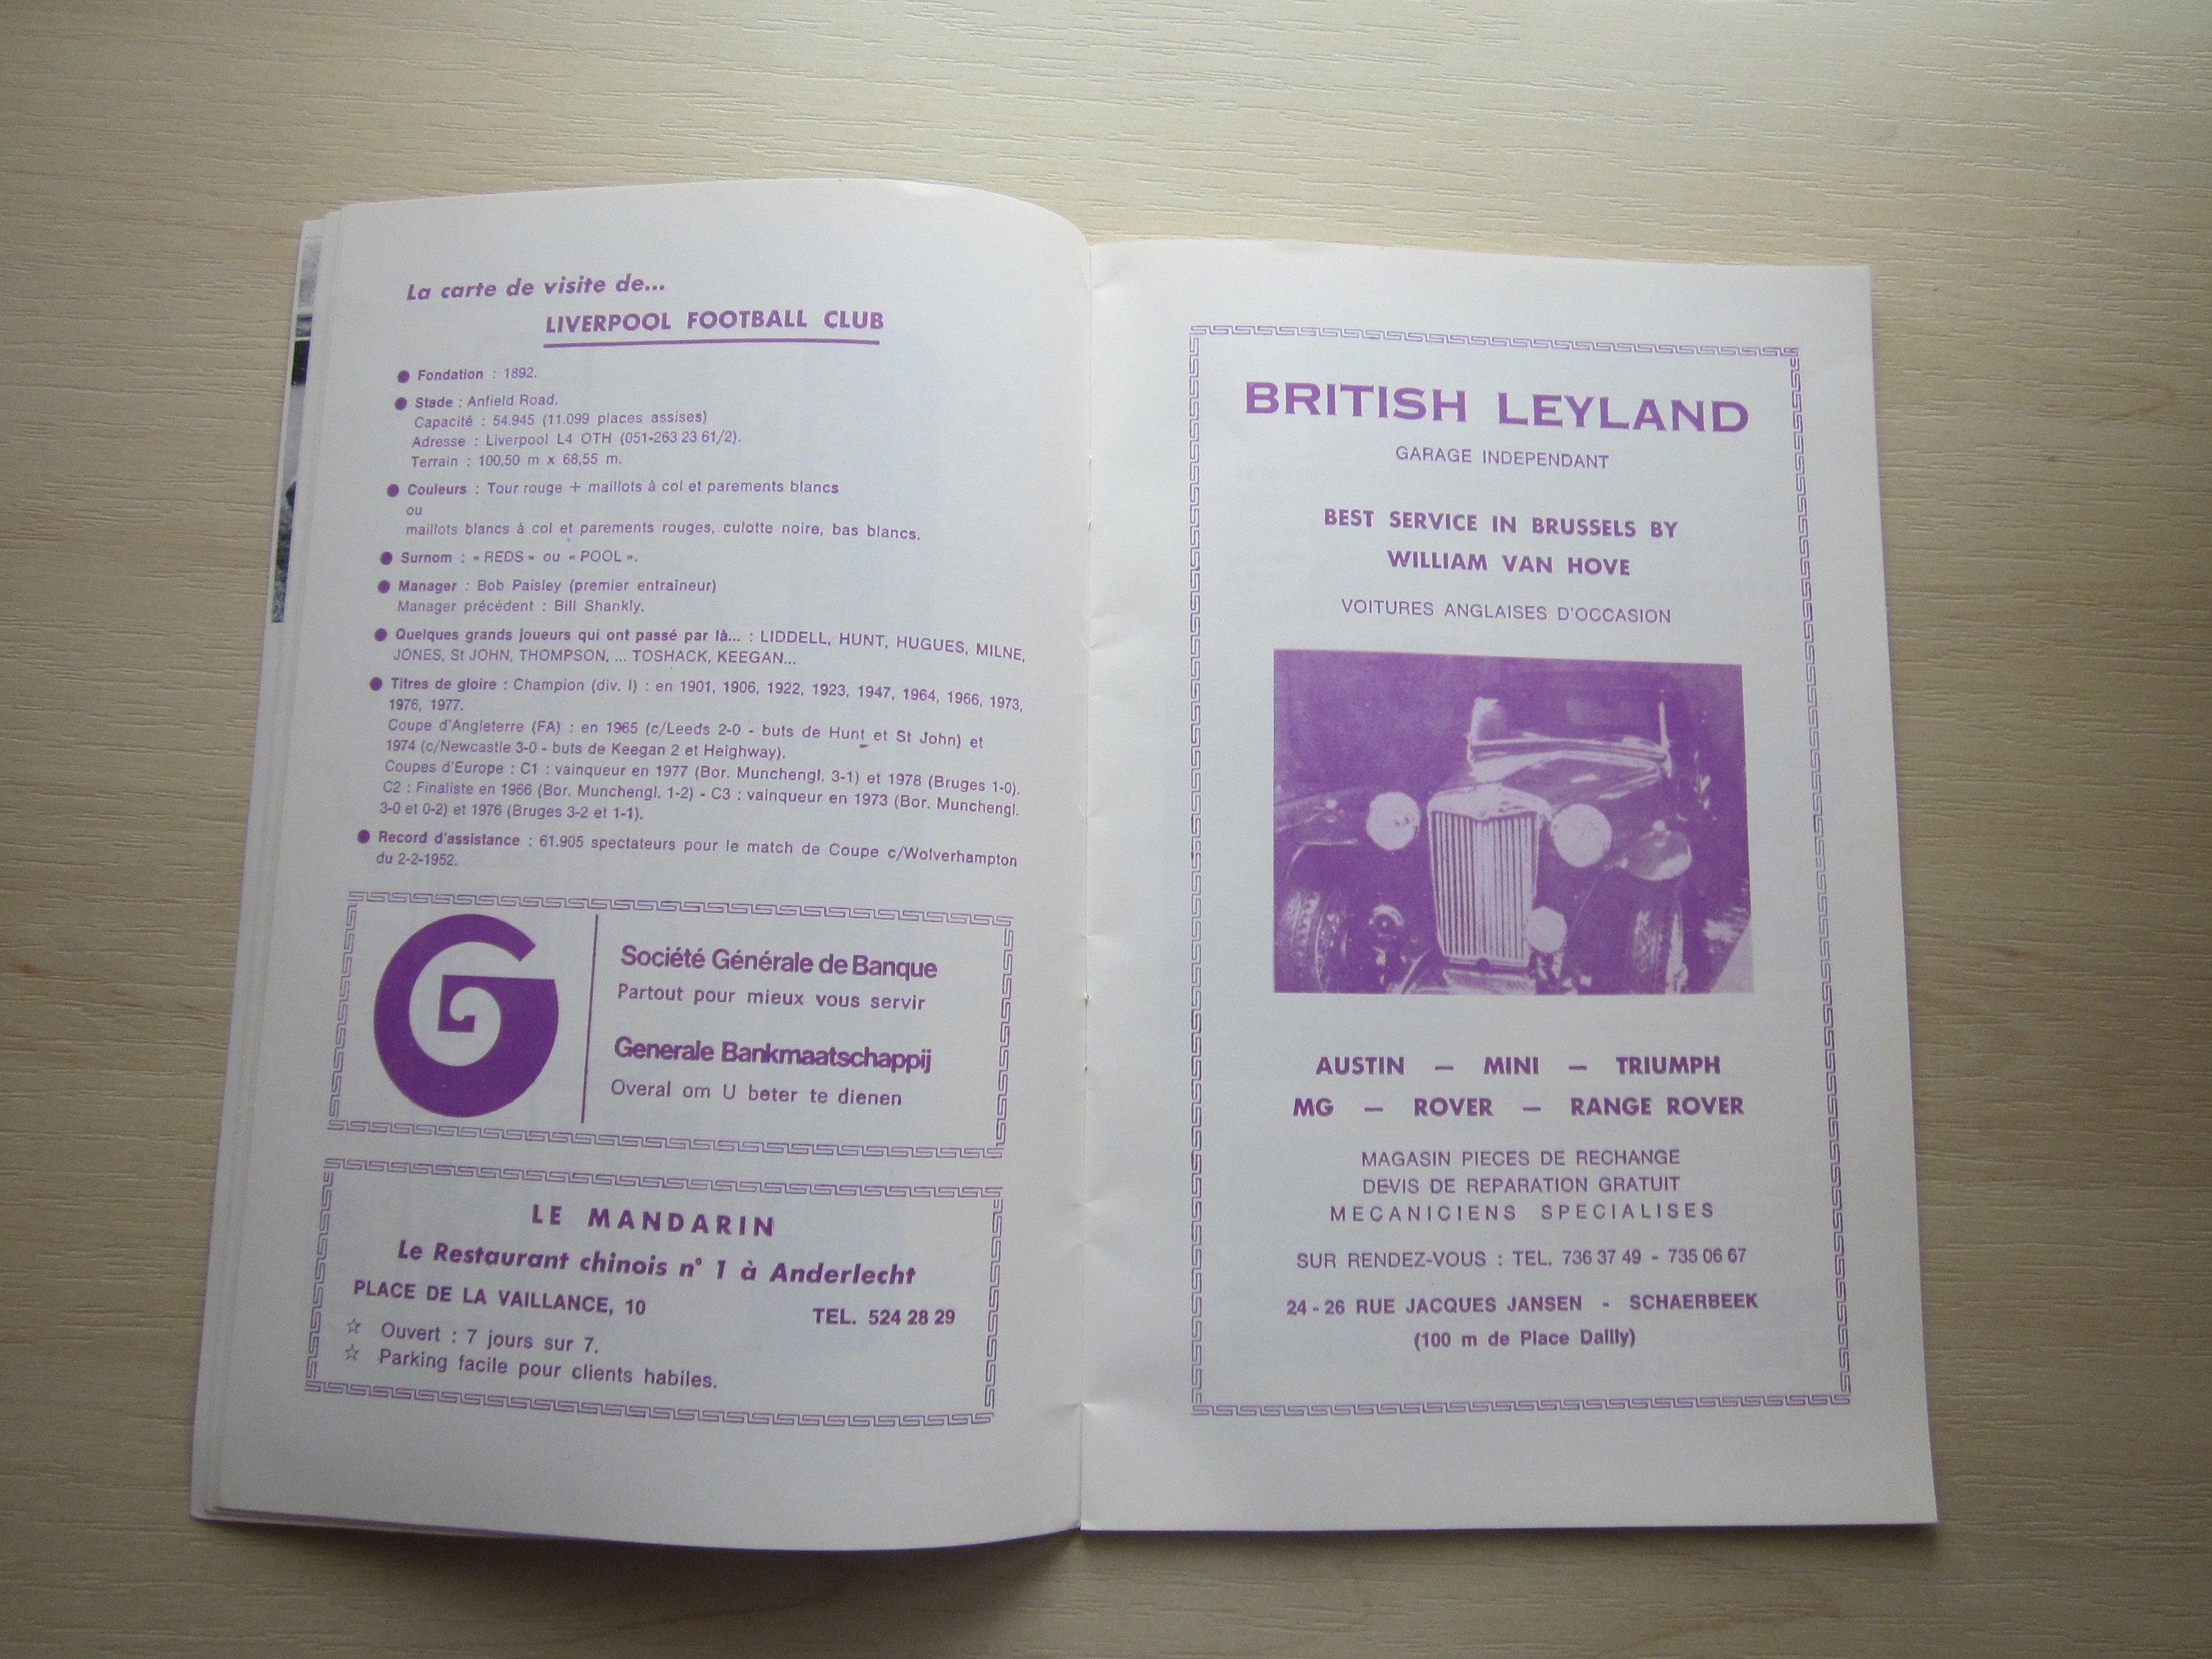 La carte de visite de...
LIVERPOOL FOOTBALL CLUB
● Fondation : 1892.
● Stade : Anfield Road.
Capacité : 54.945 (11.099 places assises)
Adresse : Liverpool L4 OTH (051-263 23 61/2).
Terrain : 100,50 m x 68,55 m.
● Couleurs : Tour rouge + maillots à col et parements blancs
ou
maillots blancs à col et parements rouges, culotte noire, bas blancs.
● Surnom : « REDS » ou « POOL ».
● Manager : Bob Paisley (premier entraîneur)
Manager précédent : Bill Shankly.
● Quelques grands joueurs qui ont passé par là... : LIDDELL, HUNT, HUGUES, MILNE,
JONES, St JOHN, THOMPSON, ... TOSHACK, KEEGAN...
● Titres de gloire : Champion (div. I) : en 1901, 1906, 1922, 1923, 1947, 1964, 1966, 1973,
1976, 1977.
Coupe d'Angleterre (FA) : en 1965 (c/Leeds 2-0 - buts de Hunt et St John) et
1974 (c/Newcastle 3-0 - buts de Keegan 2 et Heighway).
Coupes d'Europe : C1 : vainqueur en 1977 (Bor. Munchengl. 3-1) et 1978 (Bruges 1-0).
C2 : Finaliste en 1966 (Bor. Munchengl. 1-2) - C3 : vainqueur en 1973 (Bor. Munchengl.
3-0 et 0-2) et 1976 (Bruges 3-2 et 1-1).
● Record d'assistance : 61.905 spectateurs pour le match de Coupe c/Wolverhampton
du 2-2-1952.
G
Société Générale de Banque
Partout pour mieux vous servir
Generale Bankmaatschappij
Overal om U beter te dienen
LE MANDARIN
Le Restaurant chinois n° 1 à Anderlecht
PLACE DE LA VAILLANCE, 10 TEL. 524 28 29
☆ Ouvert : 7 jours sur 7.
☆ Parking facile pour clients habiles.
BRITISH LEYLAND
GARAGE INDEPENDANT
BEST SERVICE IN BRUSSELS BY
WILLIAM VAN HOVE
VOITURES ANGLAISES D'OCCASION
AUSTIN — MINI — TRIUMPH
MG — ROVER — RANGE ROVER
MAGASIN PIECES DE RECHANGE
DEVIS DE REPARATION GRATUIT
MECANICIENS SPECIALISES
SUR RENDEZ-VOUS : TEL. 736 37 49 - 735 06 67
24 - 26 RUE JACQUES JANSEN - SCHAERBEEK
(100 m de Place Dailly)